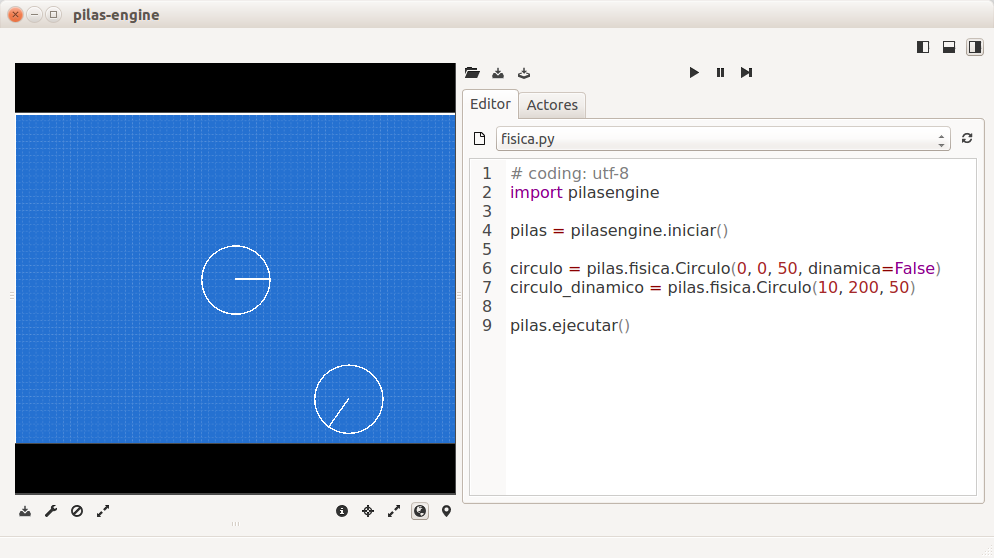 pilas-engine
Editor
Actores
fisica.py
1 # coding: utf-8
2 import pilasengine
3
4 pilas = pilasengine.iniciar()
5
6 circulo = pilas.fisica.Circulo(0, 0, 50, dinamica=False)
7 circulo_dinamico = pilas.fisica.Circulo(10, 200, 50)
8
9 pilas.ejecutar()